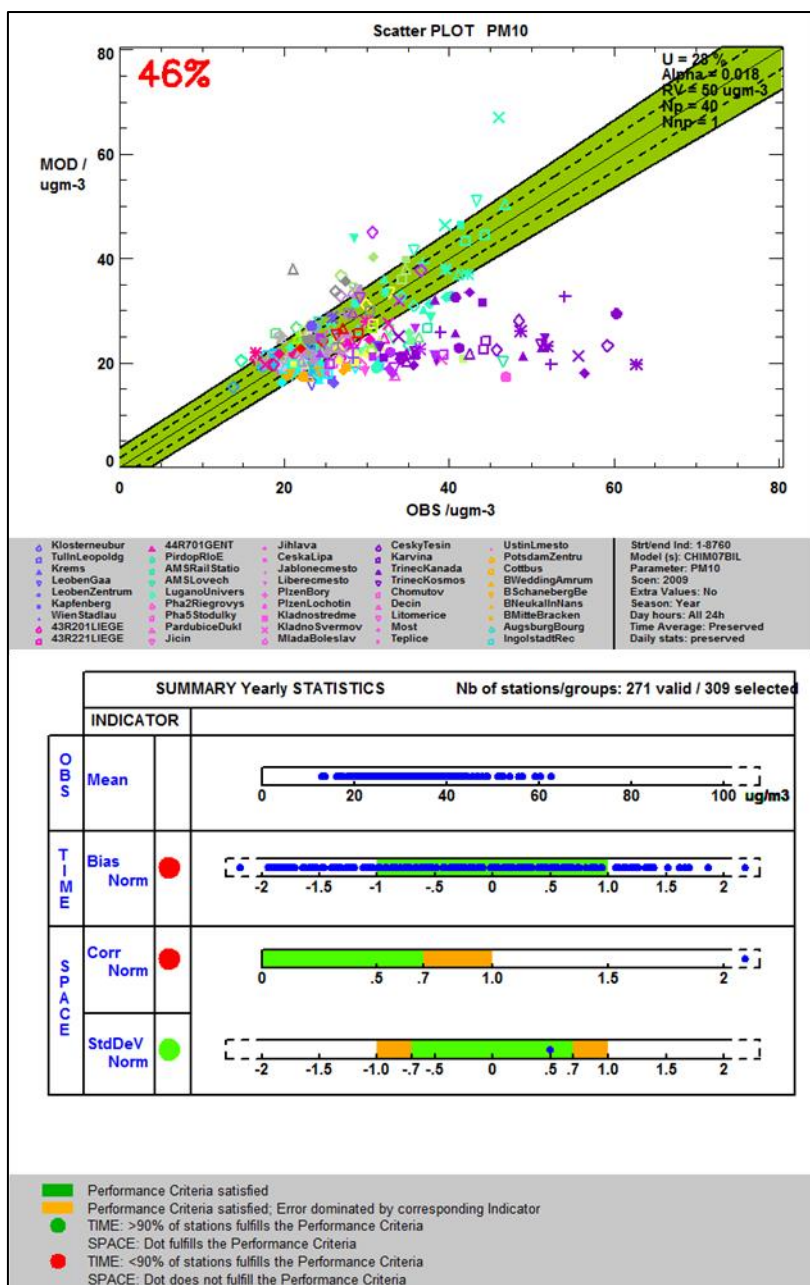 Scatter PLOT PM10
46%
U = 28 %
Alpha = 0.018
RV = 50 ugm-3
Np = 40
Nnp = 1
80
MOD /
ugm-3
60
40
20
0
0 20 40 60 80
OBS /ugm-3
Klosterneubur 44R701GENT Jihlava CeskyTesin UstinLmesto Strt/end Ind: 1-8760
TullnLeopoldg PirdopRIoE CeskaLipa Karvina PotsdamZentru Model (s): CHIM07BIL
Krems AMSRailStatio Jablonecmesto TrinecKanada Cottbus Parameter: PM10
LeobenGaa AMSLovech Liberecmesto TrinecKosmos BWeddingAmrum Scen: 2009
LeobenZentrum LuganoUnivers PlzenBory Chomutov BSchanebergBe Extra Values: No
Kapfenberg Pha2Riegrovys PlzenLochotin Decin BNeukallnNans Season: Year
WienStadlau Pha5Stodulky Kladnostredme Litomerice BMitteBracken Day hours: All 24h
43R201LIEGE PardubiceDukl KladnoSvermov Most AugsburgBourg Time Average: Preserved
43R221LIEGE Jicin MladaBoleslav Teplice IngolstadtRec Daily stats: preserved
SUMMARY Yearly STATISTICS Nb of stations/groups: 271 valid / 309 selected
INDICATOR
OBS
Mean
0 20 40 60 80 100 ug/m3
TIME
Bias
Norm
-2 -1.5 -1 -.5 0 .5 1.0 1.5 2
SPACE
Corr
Norm
0 .5 .7 1.0 1.5 2
StdDeV
Norm
-2 -1.5 -1.0 -.7 -.5 0 .5 .7 1.0 1.5 2
Performance Criteria satisfied
Performance Criteria satisfied; Error dominated by corresponding Indicator
TIME: >90% of stations fulfills the Performance Criteria
SPACE: Dot fulfills the Performance Criteria
TIME: <90% of stations fulfills the Performance Criteria
SPACE: Dot does not fulfill the Performance Criteria